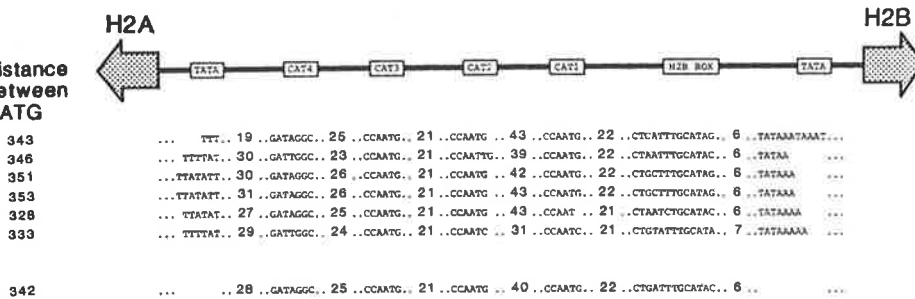 H2A H2B
istance
etween
ATG
TATA CAT4 CAT3 CAT2 CAT1 H2B BOX TATA
343 ... TTT.. 19 ..GATAGGC.. 25 ..CCAATG.. 21 ..CCAATG .. 43 ..CCAATG.. 22 ..CTCATTTGCATAG.. 6 ..TATAAATAAAT...
346 ... TTTTAT.. 30 ..GATTGGC.. 23 ..CCAATG.. 21 ..CCAATTG .. 39 ..CCAATG.. 22 ..CTAATTTGCATAC.. 6 ..TATAA ...
351 ...TTATATT.. 30 ..GATAGGC.. 26 ..CCAATG.. 21 ..CCAATG .. 42 ..CCAATG.. 22 ..CTGCTTTGCATAG.. 6 ..TATAAA ...
353 ...TTATATT.. 31 ..GATAGGC.. 26 ..CCAATG.. 21 ..CCAATG .. 43 ..CCAATG.. 22 ..CTGCTTTGCATAG.. 6 ..TATAAA ...
328 ... TTATAT.. 27 ..GATAGGC.. 25 ..CCAATG.. 21 ..CCAATG .. 43 ..CCAAT .. 21 ..CTAATCTGCATAC.. 6 ..TATAAAA ...
333 ... TTTTAT.. 29 ..GATTGGC.. 24 ..CCAATG.. 21 ..CCAATC .. 31 ..CCAATC.. 21 ..CTGTATTTGCATA.. 7 ..TATAAAAA ...
342 ... .. 28 ..GATAGGC.. 25 ..CCAATG.. 21 ..CCAATG .. 40 ..CCAATG.. 22 ..CTGATTTGCATAC.. 6 .. ...